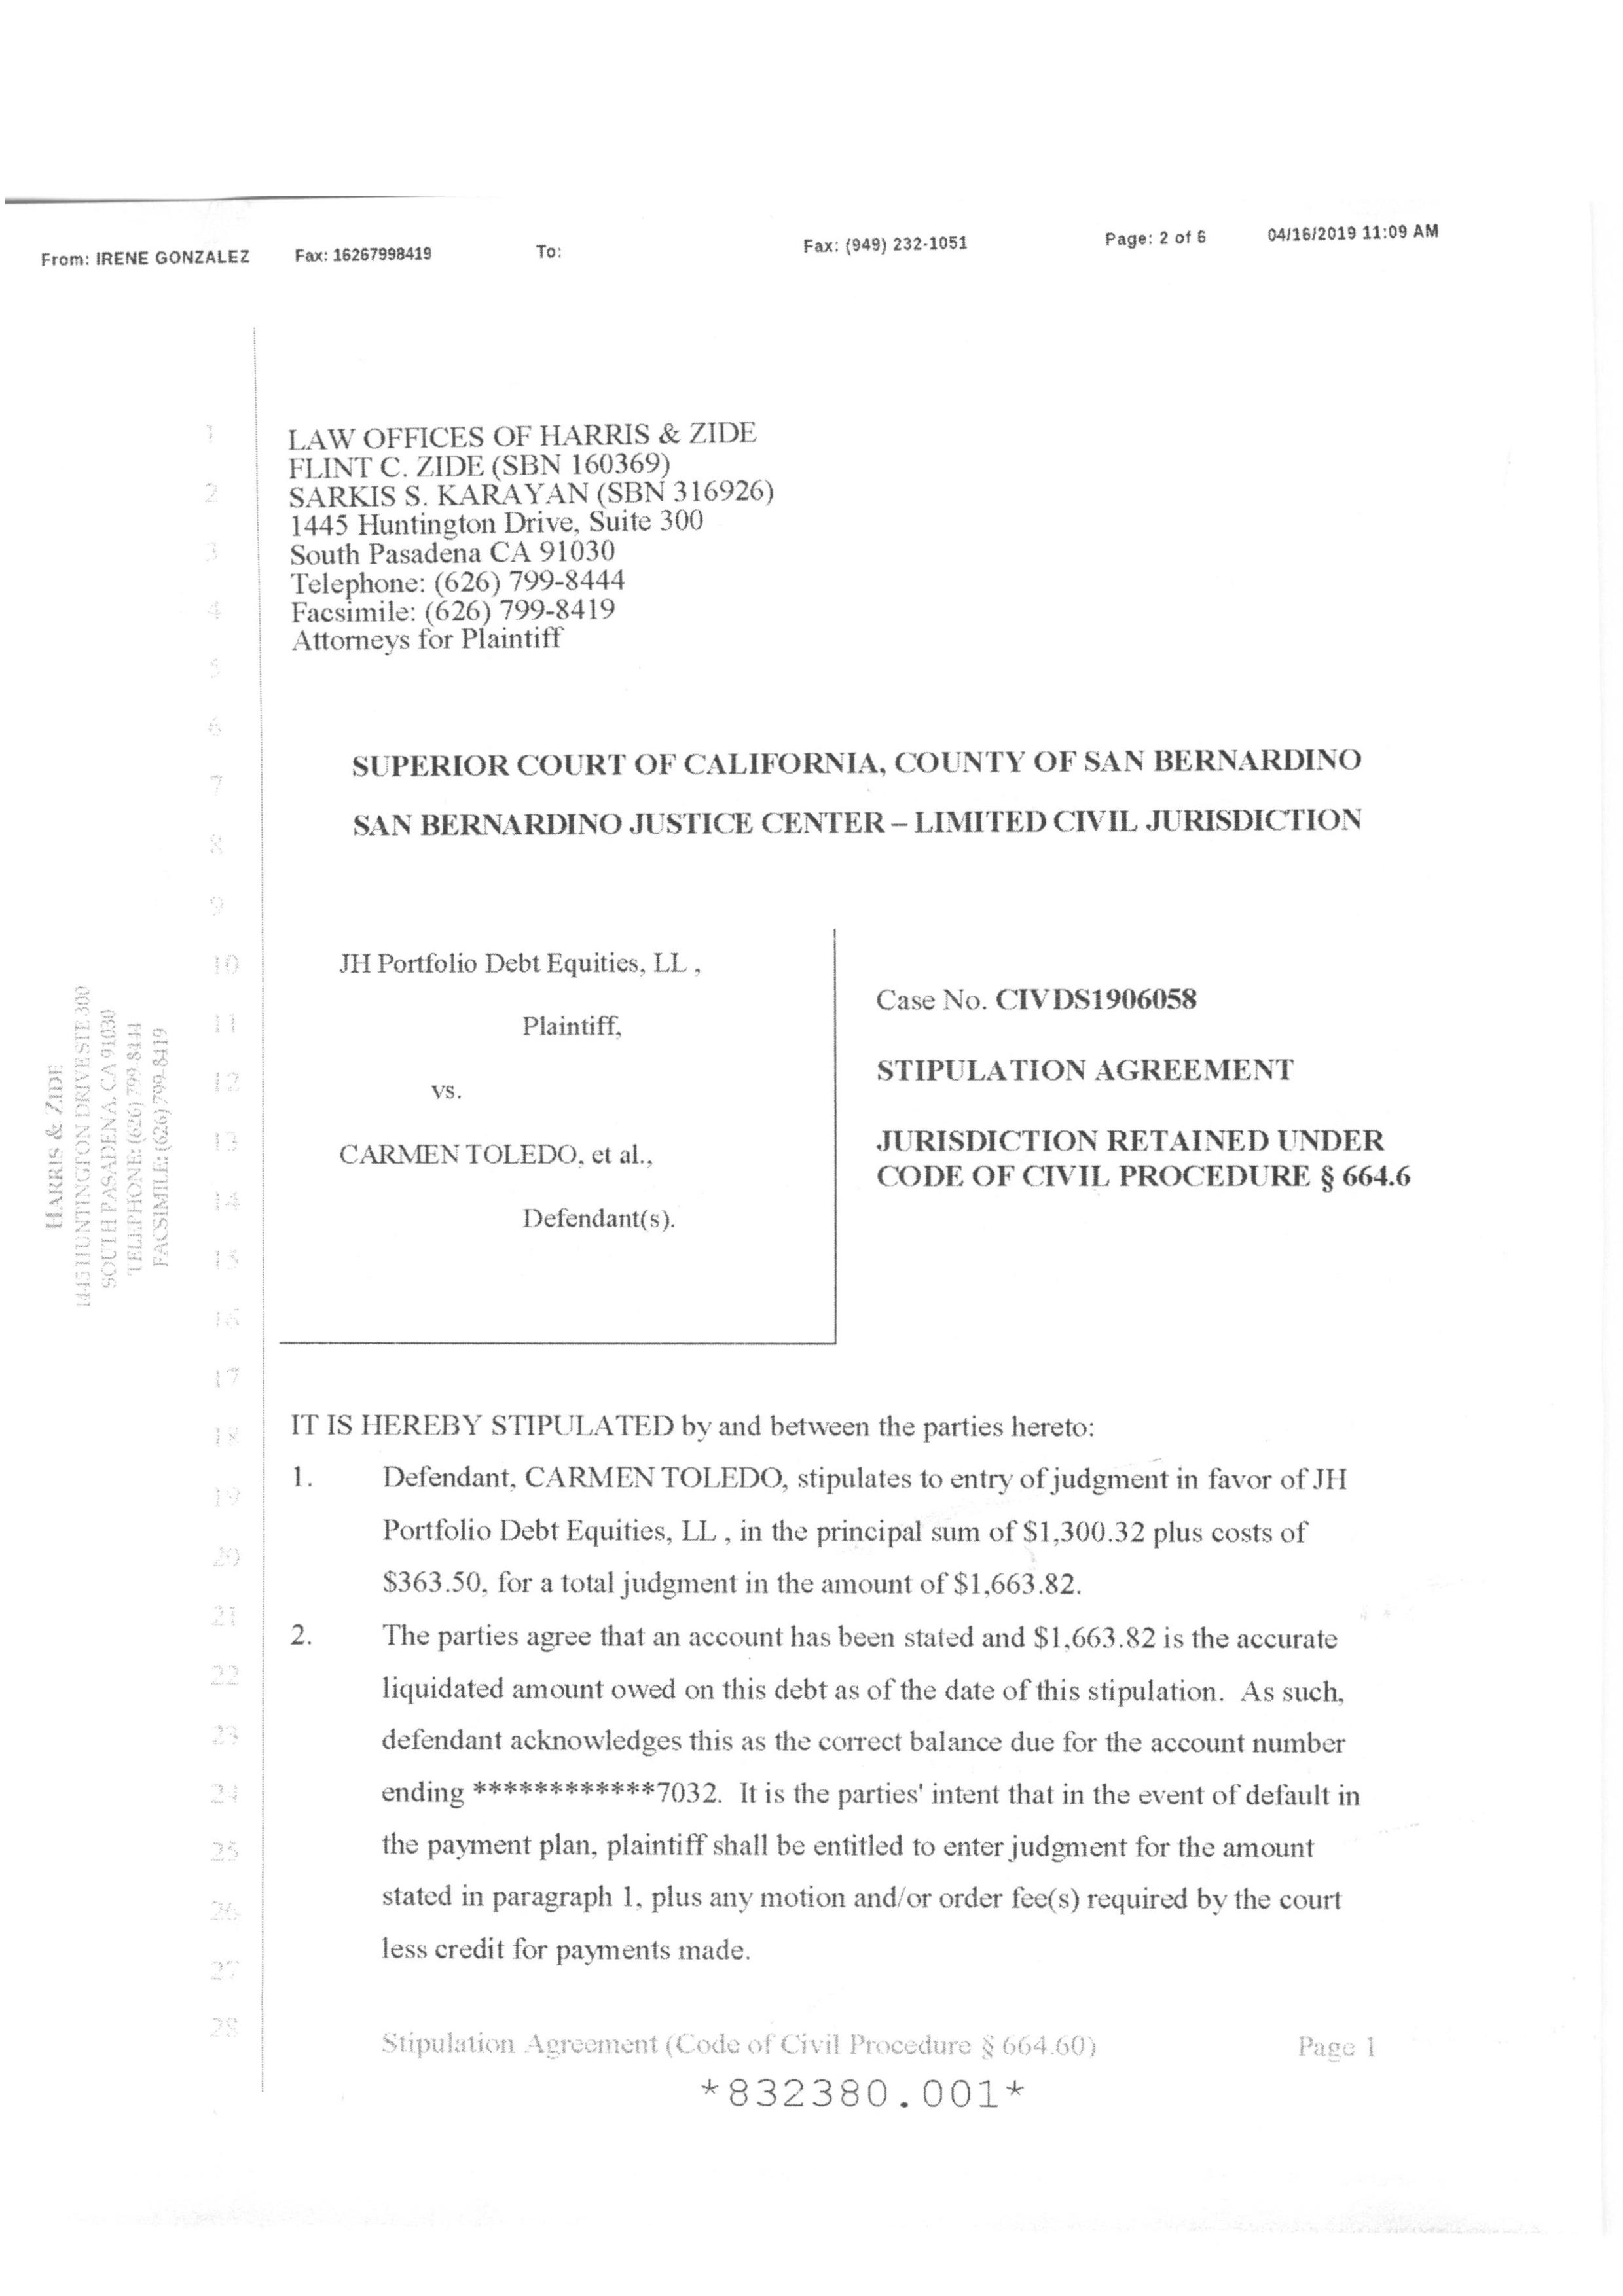 From: IRENE GONZALEZ Fax: 16267998419 To: Fax: (949) 232-1051 Page: 2 of 6 04/16/2019 11:09 AM
1
2
3
4
5
6
7
8
9
10
11
12
13
14
15
16
17
18
19
20
21
22
23
24
25
26
27
28
HARRIS & ZIDE
1445 HUNTINGTON DRIVE STE 300
SOUTH PASADENA, CA 91030
TELEPHONE: (626) 799-8444
FACSIMILE: (626) 799-8419
LAW OFFICES OF HARRIS & ZIDE
FLINT C. ZIDE (SBN 160369)
SARKIS S. KARAYAN (SBN 316926)
1445 Huntington Drive, Suite 300
South Pasadena CA 91030
Telephone: (626) 799-8444
Facsimile: (626) 799-8419
Attorneys for Plaintiff
SUPERIOR COURT OF CALIFORNIA, COUNTY OF SAN BERNARDINO
SAN BERNARDINO JUSTICE CENTER – LIMITED CIVIL JURISDICTION
JH Portfolio Debt Equities, LL ,
Plaintiff,
vs.
CARMEN TOLEDO, et al.,
Defendant(s).
Case No. CIVDS1906058
STIPULATION AGREEMENT
JURISDICTION RETAINED UNDER
CODE OF CIVIL PROCEDURE § 664.6
IT IS HEREBY STIPULATED by and between the parties hereto:
1. Defendant, CARMEN TOLEDO, stipulates to entry of judgment in favor of JH
Portfolio Debt Equities, LL , in the principal sum of $1,300.32 plus costs of
$363.50, for a total judgment in the amount of $1,663.82.
2. The parties agree that an account has been stated and $1,663.82 is the accurate
liquidated amount owed on this debt as of the date of this stipulation. As such,
defendant acknowledges this as the correct balance due for the account number
ending ************7032. It is the parties' intent that in the event of default in
the payment plan, plaintiff shall be entitled to enter judgment for the amount
stated in paragraph 1, plus any motion and/or order fee(s) required by the court
less credit for payments made.
Stipulation Agreement (Code of Civil Procedure § 664.60) Page 1
*832380.001*